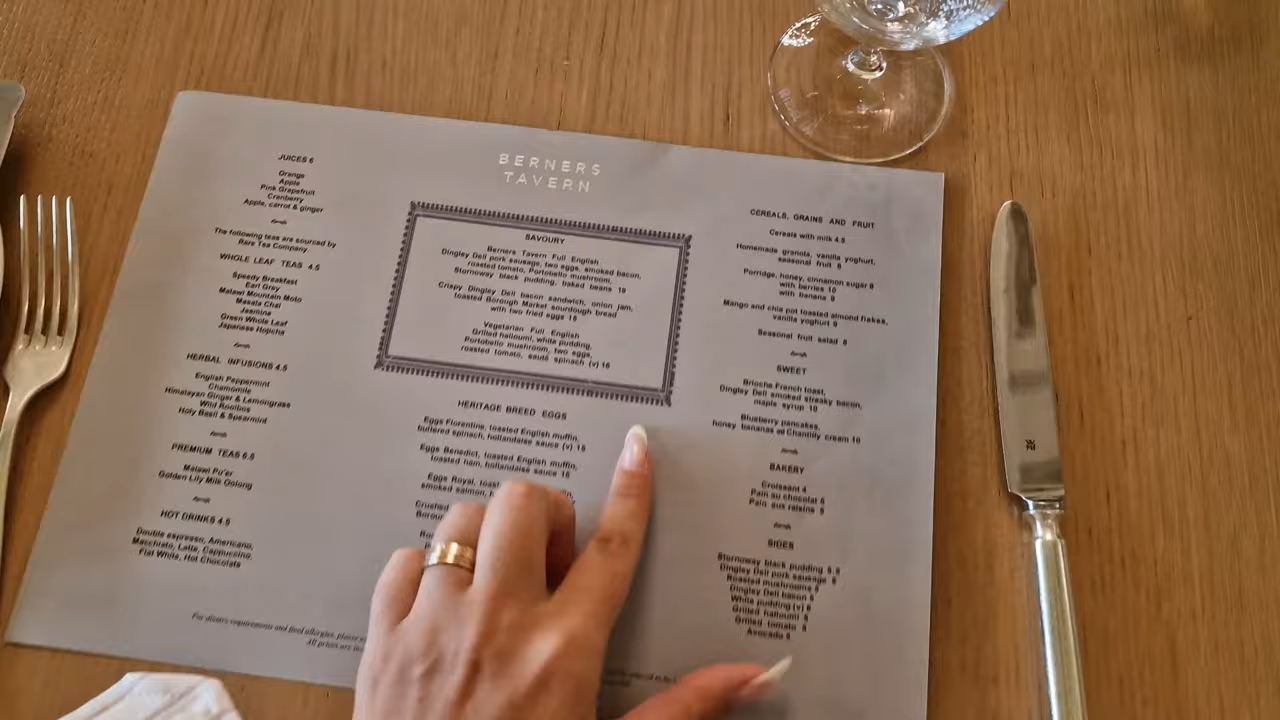 BERNERS
TAVERN
JUICES 6
Orange
Apple
Pink Grapefruit
Cranberry
Apple, carrot & ginger
The following teas are sourced by
Rare Tea Company
WHOLE LEAF TEAS 4.5
Speedy Breakfast
Earl Grey
Malawi Mountain Moto
Masala Chai
Jasmine
Green Whole Leaf
Japanese Hojicha
HERBAL INFUSIONS 4.5
English Peppermint
Chamomile
Himalayan Ginger & Lemongrass
Wild Rooibos
Holy Basil & Spearmint
PREMIUM TEAS 6.5
Malawi Pu'er
Golden Lily Milk Oolong
HOT DRINKS 4.5
Double espresso, Americano,
Macchiato, Latte, Cappuccino,
Flat White, Hot Chocolate
SAVOURY
Berners Tavern Full English
Dingley Dell pork sausage, two eggs, smoked bacon,
roasted tomato, Portobello mushroom,
Stornoway black pudding, baked beans 19
Crispy Dingley Dell bacon sandwich, onion jam,
toasted Borough Market sourdough bread
with two fried eggs 15
Vegetarian Full English
Grilled halloumi, white pudding,
Portobello mushroom, two eggs,
roasted tomato, sauté spinach (v) 16
HERITAGE BREED EGGS
Eggs Florentine, toasted English muffin,
buttered spinach, hollandaise sauce (v) 15
Eggs Benedict, toasted English muffin,
toasted ham, hollandaise sauce 16
Eggs Royal,
smoked salmon,
Crushed
CEREALS, GRAINS AND FRUIT
Cereals with milk 4.5
Homemade granola, vanilla yoghurt,
seasonal fruit 8
Porridge, honey, cinnamon sugar 8
with berries 10
with banana 9
Mango and chia pot toasted almond flakes,
vanilla yoghurt 9
Seasonal fruit salad 8
SWEET
Brioche French toast,
Dingley Dell smoked streaky bacon,
maple syrup 10
Blueberry pancakes,
honey bananas and Chantilly cream 10
BAKERY
Croissant 4
Pain au chocolat 5
Pain aux raisins 5
SIDES
Stornoway black pudding 5.5
Dingley Dell pork sausage 5
Roasted mushrooms
Dingley Dell bacon 5
White pudding (v) 5
Grilled halloumi 5
Grilled tomato 5
Avocado 5
For dietary requirements and food allergies, please
All prices are